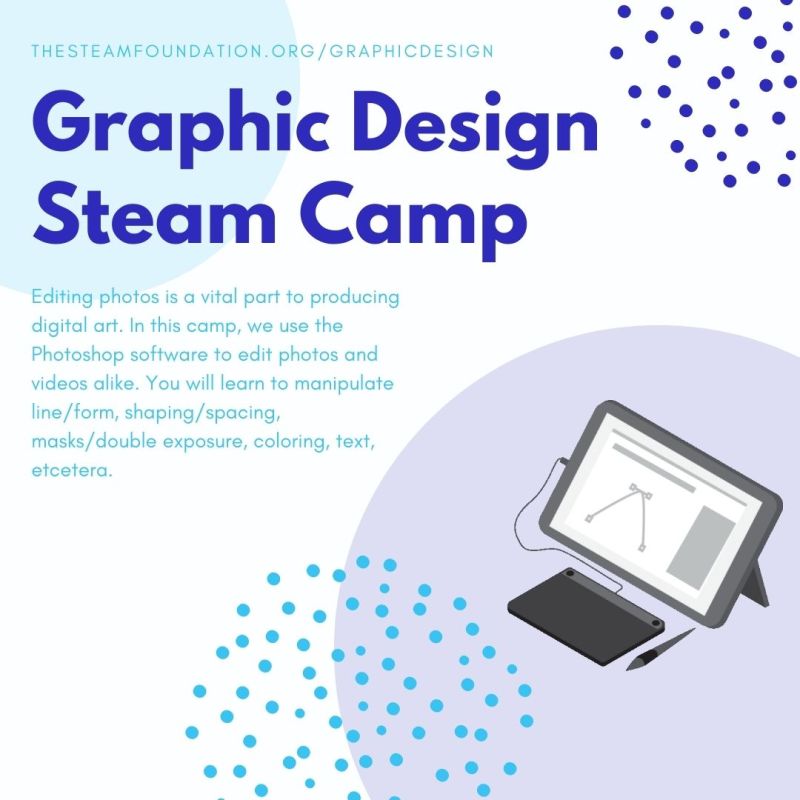 THESTEAMFOUNDATION.ORG/GRAPHICDESIGN
Graphic Design
Steam Camp
Editing photos is a vital part to producing
digital art. In this camp, we use the
Photoshop software to edit photos and
videos alike. You will learn to manipulate
line/form, shaping/spacing,
masks/double exposure, coloring, text,
etcetera.